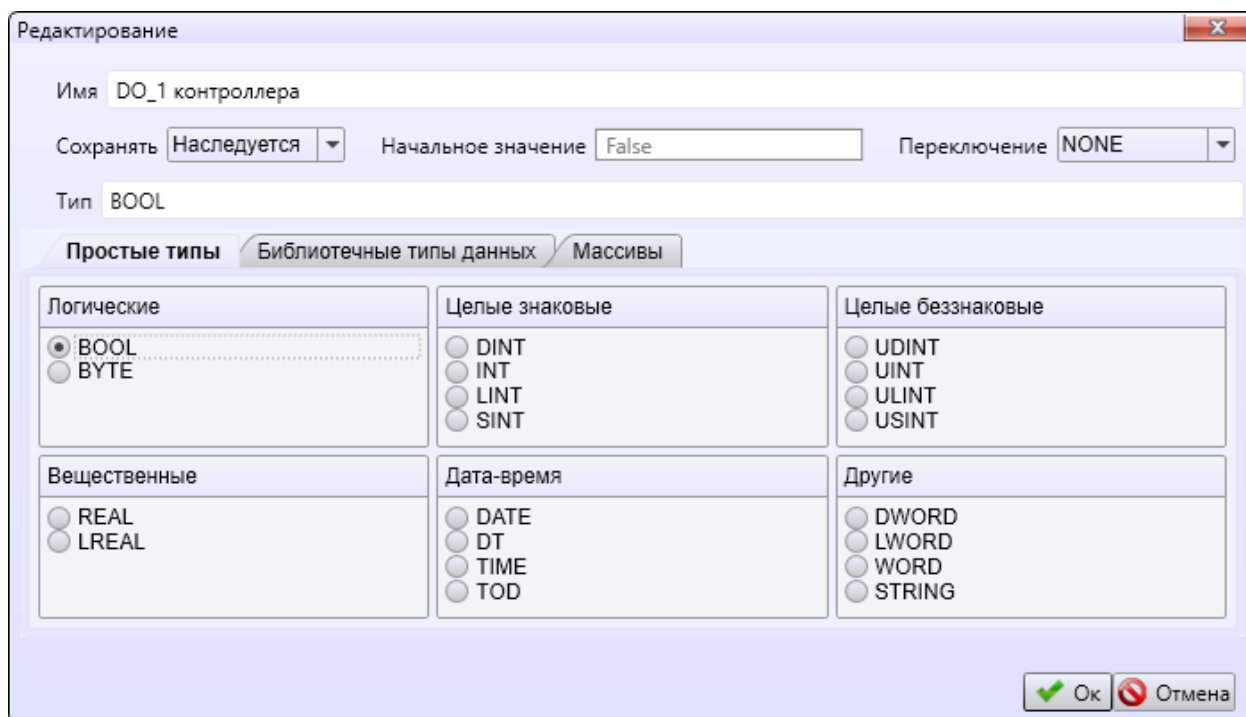 Редактирование
Имя DO_1 контроллера
Сохранять Наследуется Начальное значение False Переключение NONE
Тип BOOL
Простые типы Библиотечные типы данных Массивы
Логические
BOOL
BYTE
Целые знаковые
DINT
INT
LINT
SINT
Целые беззнаковые
UDINT
UINT
ULINT
USINT
Вещественные
REAL
LREAL
Дата-время
DATE
DT
TIME
TOD
Другие
DWORD
LWORD
WORD
STRING
Ок Отмена